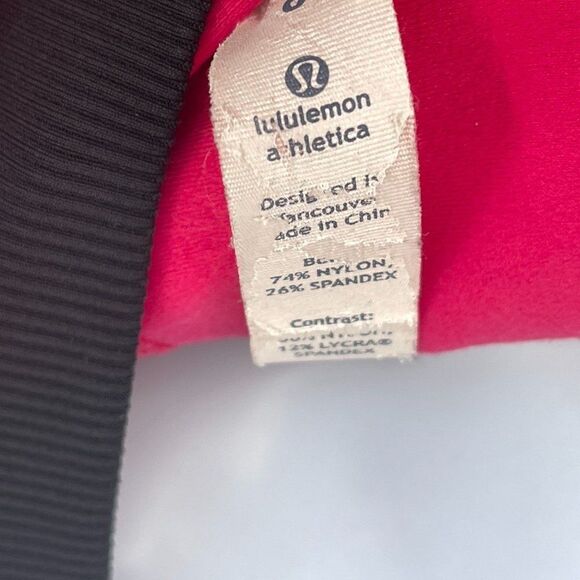 lululemon
athletica
Designed in
Vancouver
Made in Chin
74% NYLON,
26% SPANDEX
Contrast:
12% LYCRA®
SPANDEX